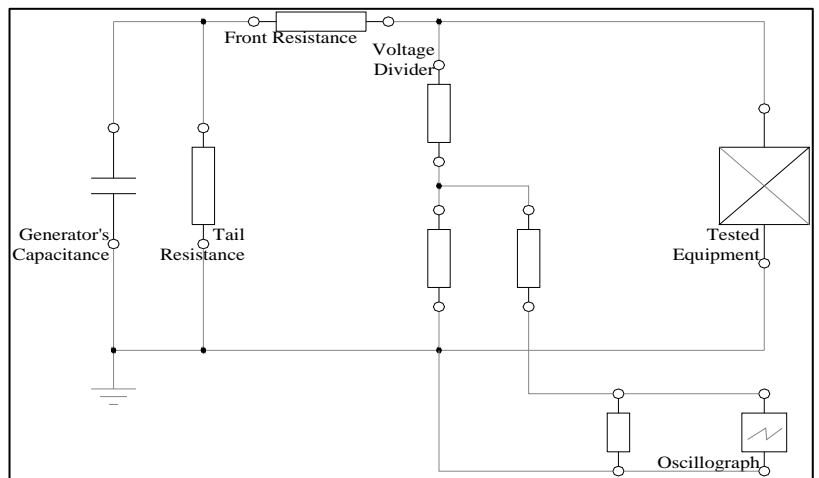 Front Resistance
Voltage
Divider
Generator's
Capacitance
Tail
Resistance
Tested
Equipment
Oscillograph